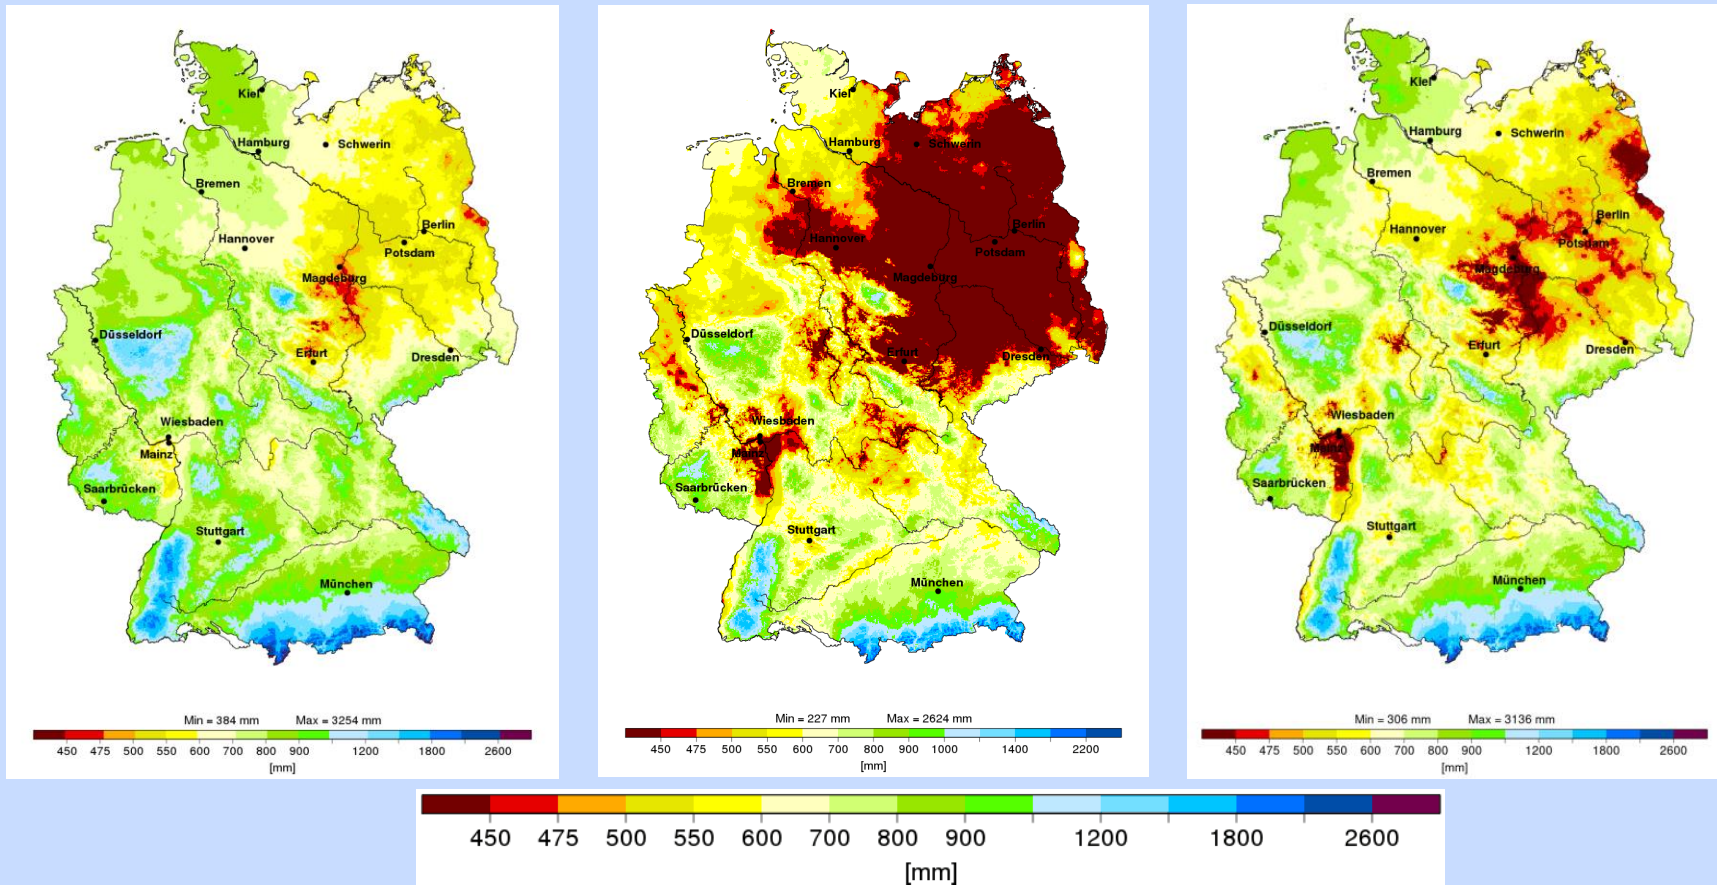 Kiel
Hamburg
Schwerin
Bremen
Berlin
Hannover
Potsdam
Magdeburg
Düsseldorf
Erfurt
Dresden
Wiesbaden
Mainz
Saarbrücken
Stuttgart
München
Min = 384 mm Max = 3254 mm
450 475 500 550 600 700 800 900 1200 1800 2600
[mm]
Kiel
Hamburg
Schwerin
Bremen
Berlin
Hannover
Potsdam
Magdeburg
Düsseldorf
Erfurt
Dresden
Wiesbaden
Mainz
Saarbrücken
Stuttgart
München
Min = 227 mm Max = 2624 mm
450 475 500 550 600 700 800 900 1000 1400 2200
[mm]
Kiel
Hamburg
Schwerin
Bremen
Berlin
Hannover
Potsdam
Magdeburg
Düsseldorf
Erfurt
Dresden
Wiesbaden
Mainz
Saarbrücken
Stuttgart
München
Min = 306 mm Max = 3136 mm
450 475 500 550 600 700 800 900 1200 1800 2600
[mm]
450 475 500 550 600 700 800 900 1200 1800 2600
[mm]